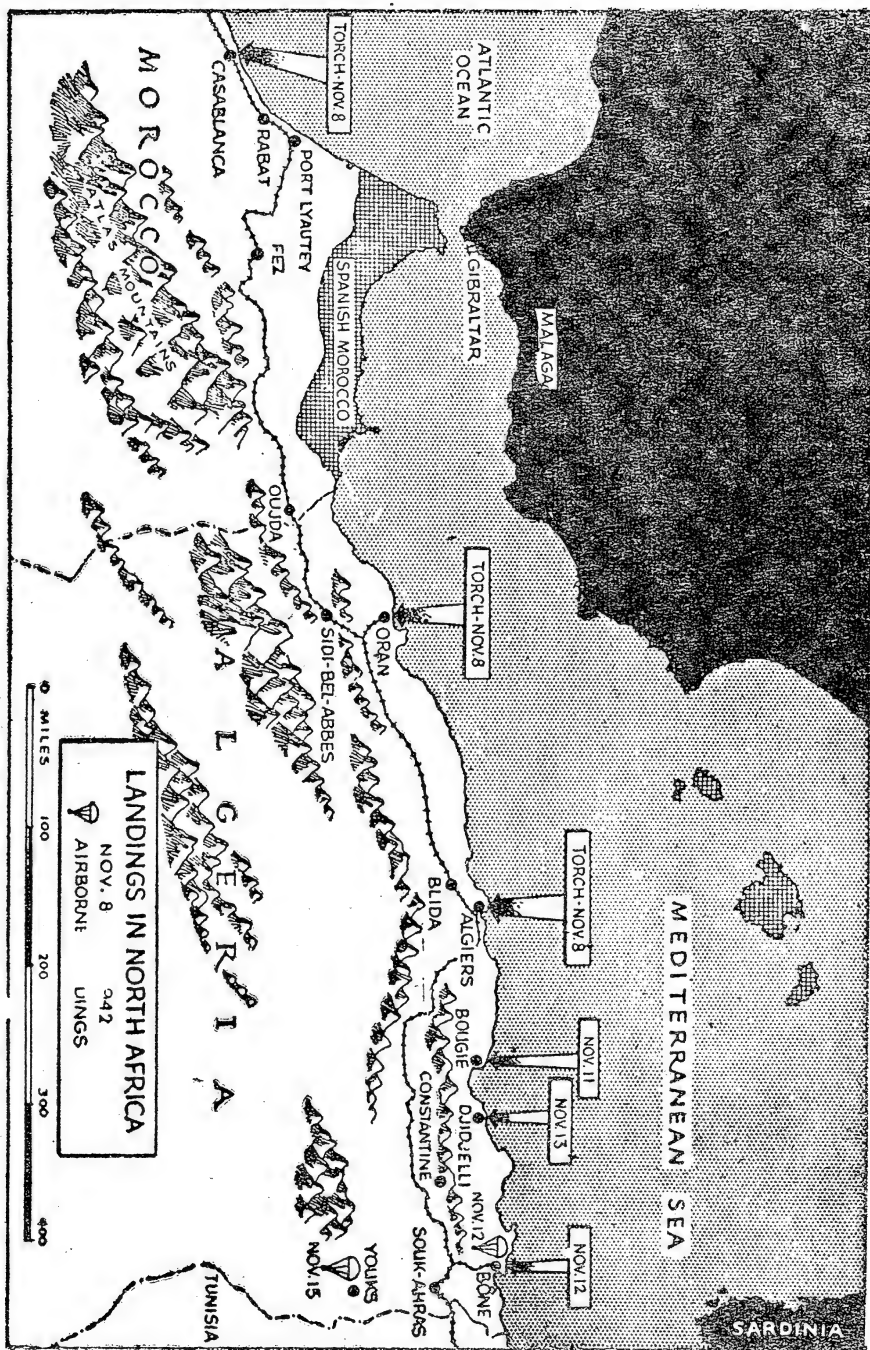 ATLANTIC
OCEAN
MEDITERRANEAN SEA
SARDINIA
MALAGA
GIBRALTAR
SPANISH MOROCCO
TORCH-NOV.8
TORCH-NOV.8
TORCH-NOV.8
NOV.11
NOV.13
NOV.12
CASABLANCA
RABAT
PORT LYAUTEY
FEZ
MOROCCO
ATLAS
MOUNTAINS
OUJDA
ORAN
SIDI-BEL-ABBES
ALGERIA
BLIDA
ALGIERS
BOUGIE
DJIDJELLI
CONSTANTINE
NOV.12
BÔNE
SOUK-AHRAS
YOUKS
NOV.15
TUNISIA
LANDINGS IN NORTH AFRICA
NOV. 8 942
AIRBORNE DINGS
0 100 200 300 400
MILES